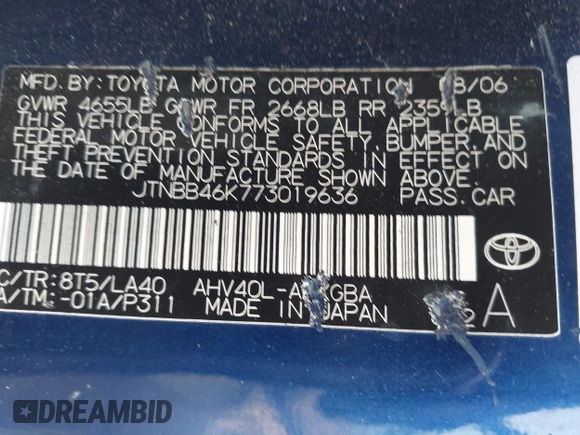 MFD. BY: TOYOTA MOTOR CORPORATION 8/06
GVWR 4655LB GAWR FR 2668LB RR 2359LB
THIS VEHICLE CONFORMS TO ALL APPLICABLE
FEDERAL MOTOR VEHICLE SAFETY, BUMPER, AND
THEFT PREVENTION STANDARDS IN EFFECT ON
THE DATE OF MANUFACTURE SHOWN ABOVE.
JTNBB46K773019636 PASS. CAR
C/TR: 8T5/LA40 AHV40L-
A/TM: -01A/P311 MADE IN JAPAN A
TOYOTA
DREAMBID